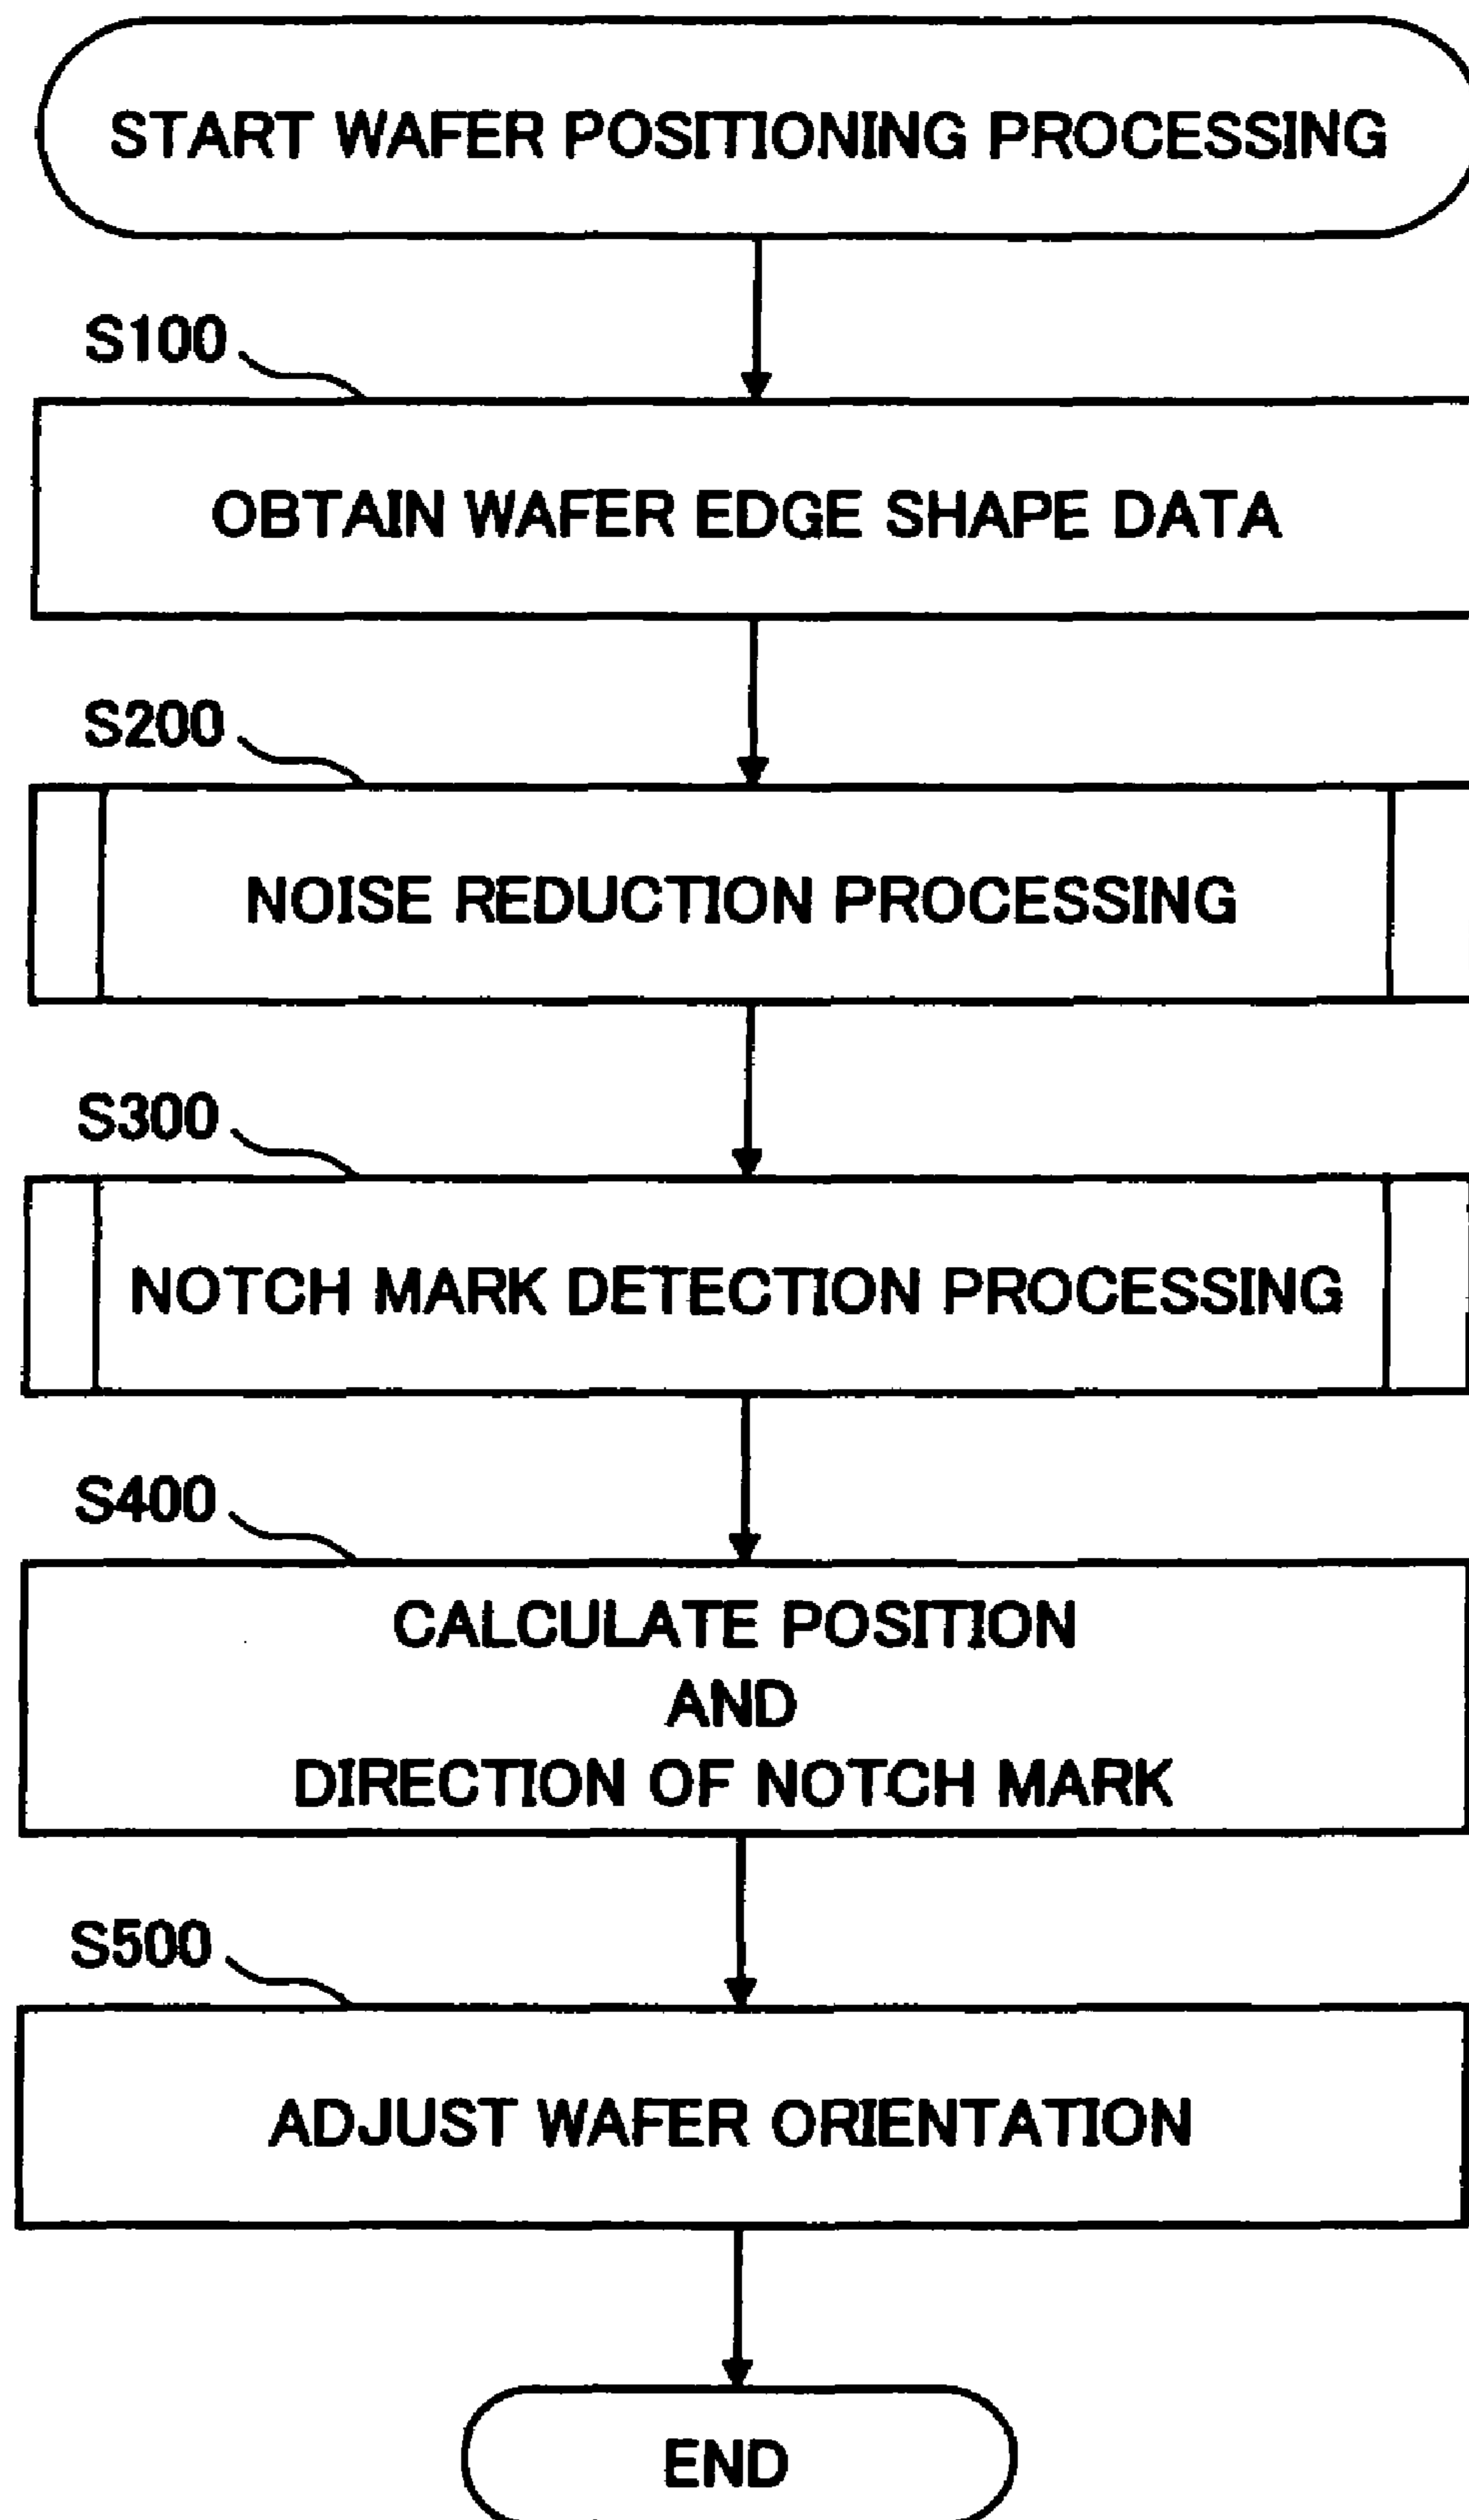 START WAFER POSITIONING PROCESSING
S100
OBTAIN WAFER EDGE SHAPE DATA
S200
NOISE REDUCTION PROCESSING
S300
NOTCH MARK DETECTION PROCESSING
S400
CALCULATE POSITION
AND
DIRECTION OF NOTCH MARK
S500
ADJUST WAFER ORIENTATION
END